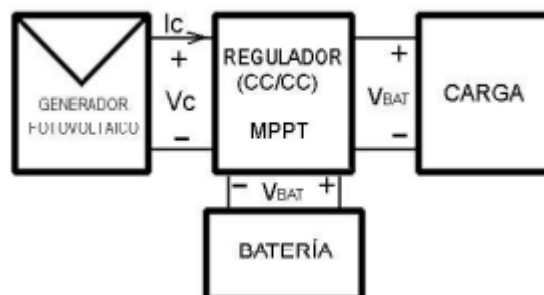 Ic
+
GENERADOR
FOTOVOLTAICO
Vc
−
REGULADOR
(CC/CC)
MPPT
+
VBAT
−
CARGA
− VBAT +
BATERÍA